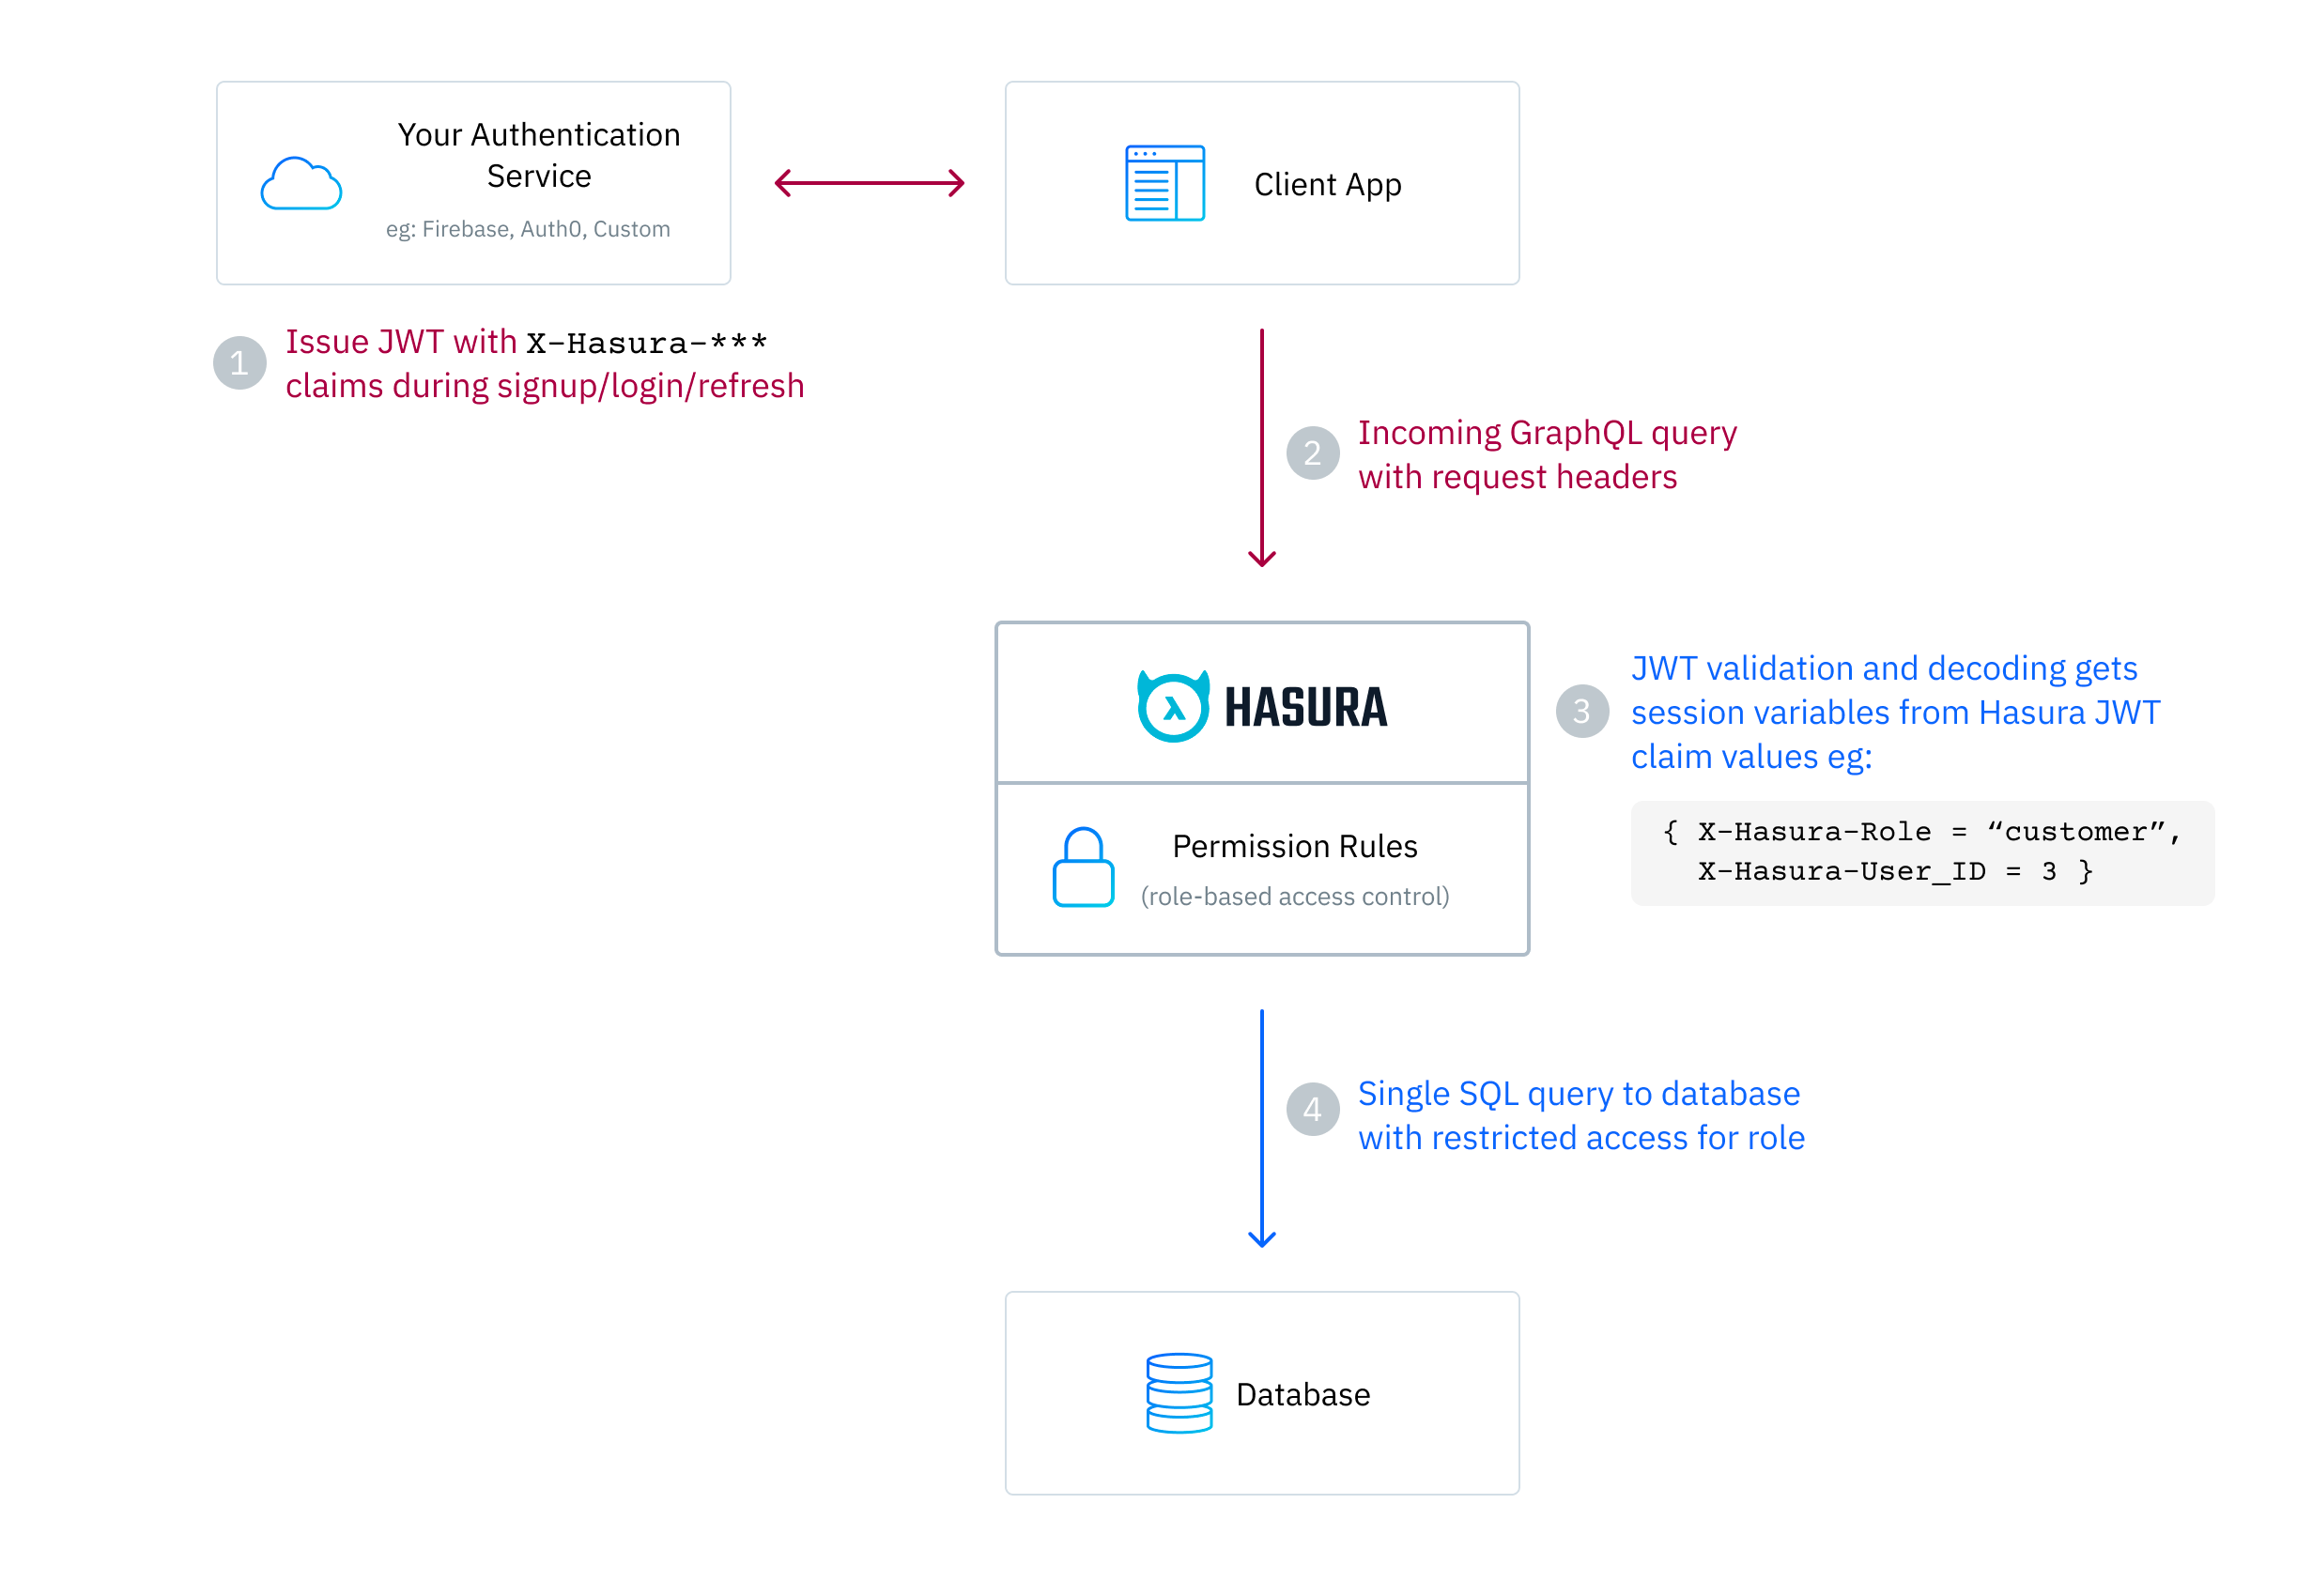 Your Authentication
Service
eg: Firebase, Auth0, Custom
Client App
1
Issue JWT with X-Hasura-***
claims during signup/login/refresh
2
Incoming GraphQL query
with request headers
HASURA
Permission Rules
(role-based access control)
3
JWT validation and decoding gets
session variables from Hasura JWT
claim values eg:
{ X-Hasura-Role = “customer”,
X-Hasura-User_ID = 3 }
4
Single SQL query to database
with restricted access for role
Database